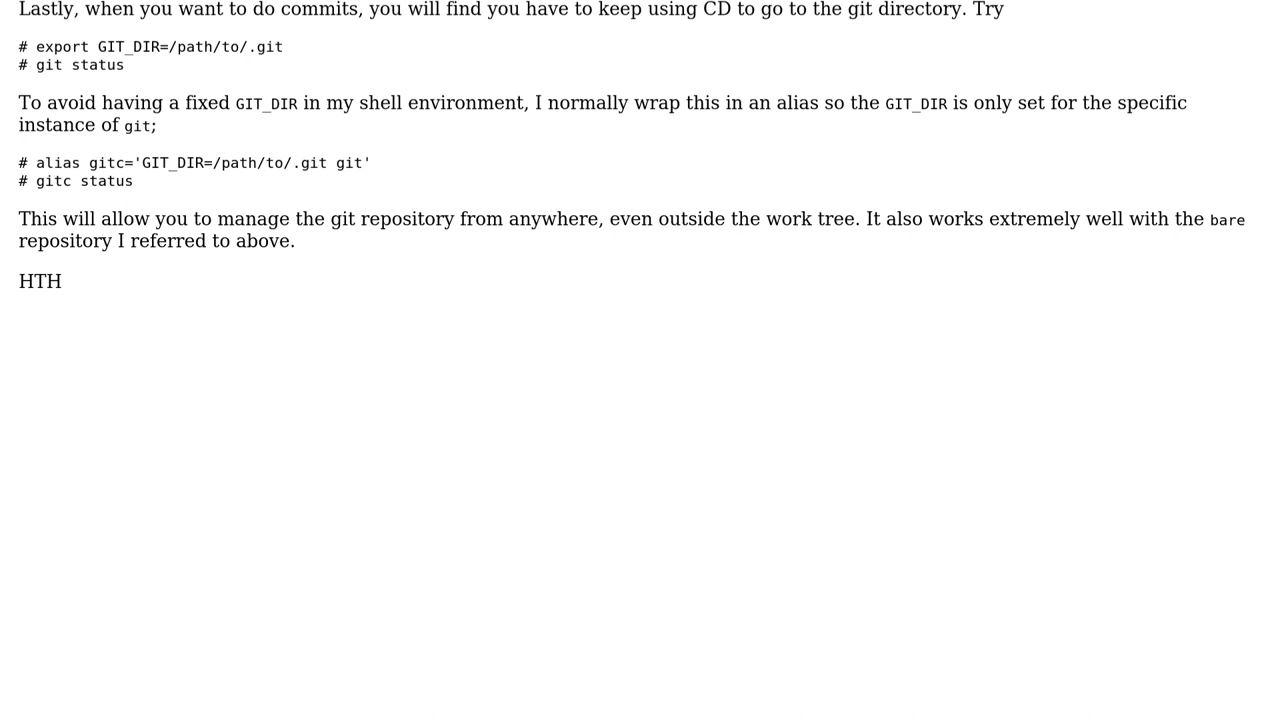 Lastly, when you want to do commits, you will find you have to keep using CD to go to the git directory. Try
# export GIT_DIR=/path/to/.git
# git status
To avoid having a fixed GIT_DIR in my shell environment, I normally wrap this in an alias so the GIT_DIR is only set for the specific
instance of git;
# alias gitc='GIT_DIR=/path/to/.git git'
# gitc status
This will allow you to manage the git repository from anywhere, even outside the work tree. It also works extremely well with the bare
repository I referred to above.
HTH